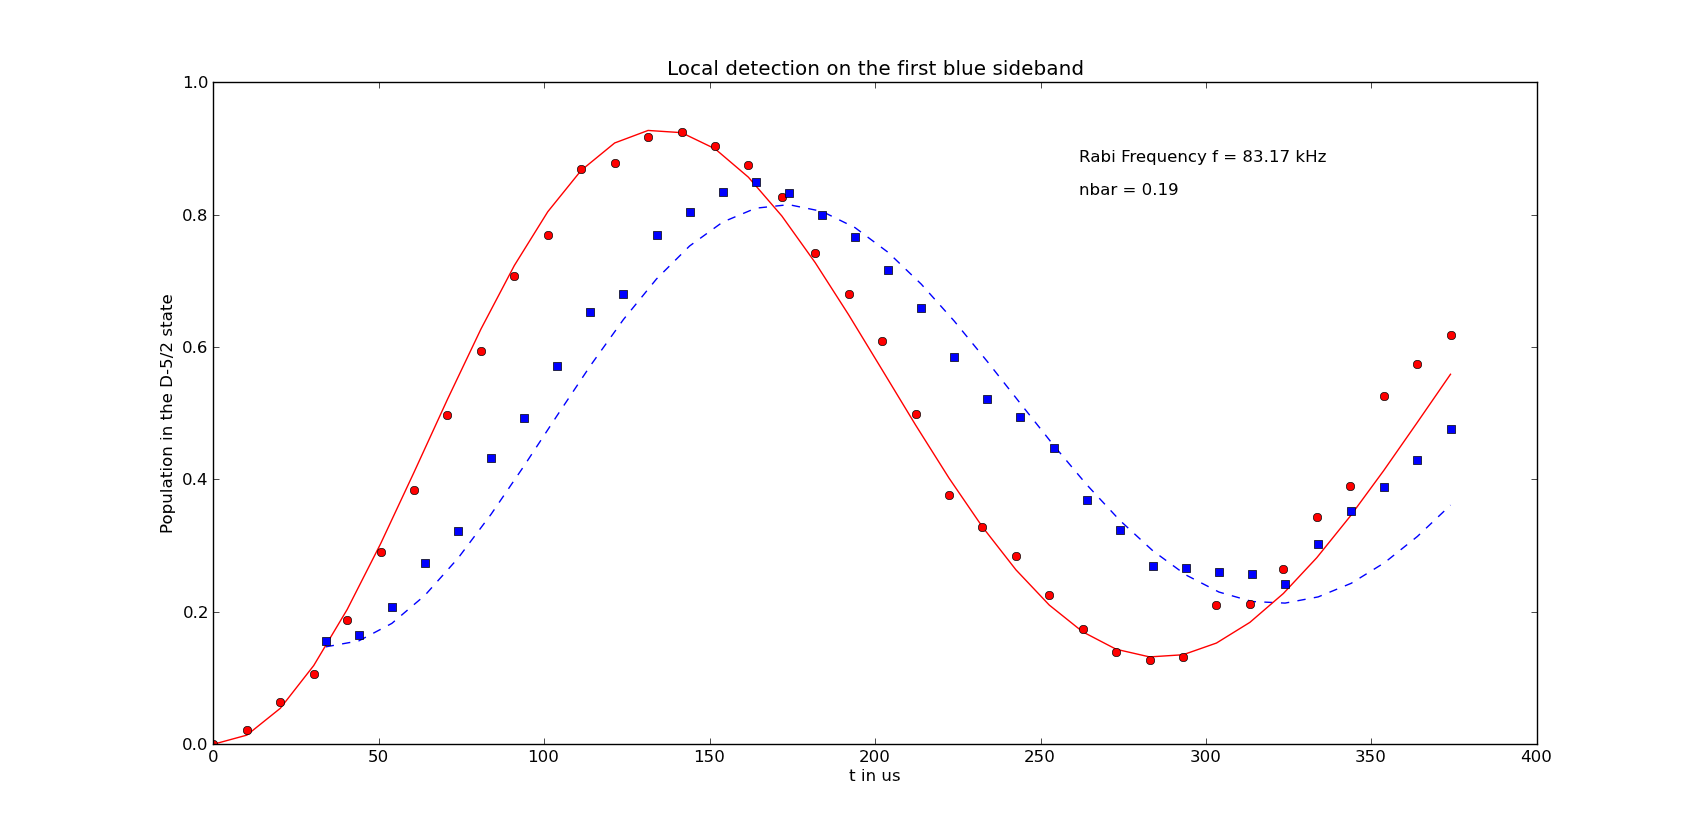 Local detection on the first blue sideband
Rabi Frequency f = 83.17 kHz
nbar = 0.19
Population in the D-5/2 state
1.0
0.8
0.6
0.4
0.2
0.0
0 50 100 150 200 250 300 350 400
t in us